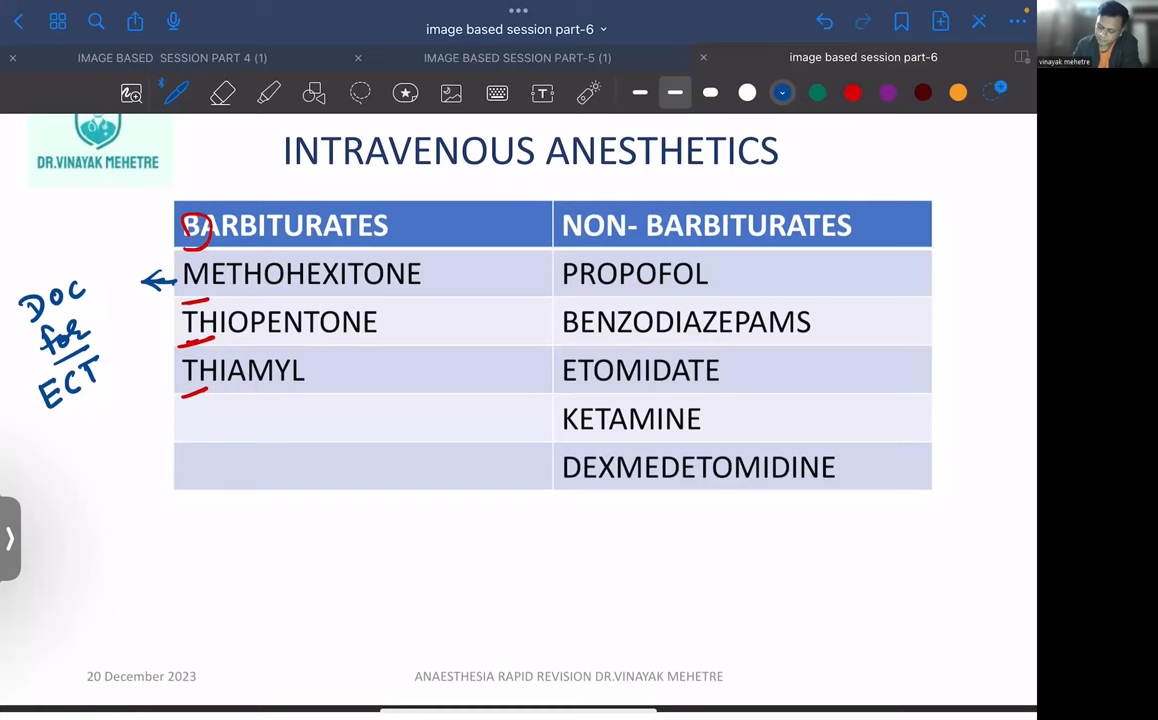 image based session part-6
vinayak mehetre
IMAGE BASED SESSION PART 4 (1)
IMAGE BASED SESSION PART-5 (1)
image based session part-6
DR.VINAYAK MEHETRE
INTRAVENOUS ANESTHETICS
BARBITURATES NON- BARBITURATES
METHOHEXITONE PROPOFOL
THIOPENTONE BENZODIAZEPAMS
THIAMYL ETOMIDATE
KETAMINE
DEXMEDETOMIDINE
DOC
for
ECT
20 December 2023 ANAESTHESIA RAPID REVISION DR.VINAYAK MEHETRE